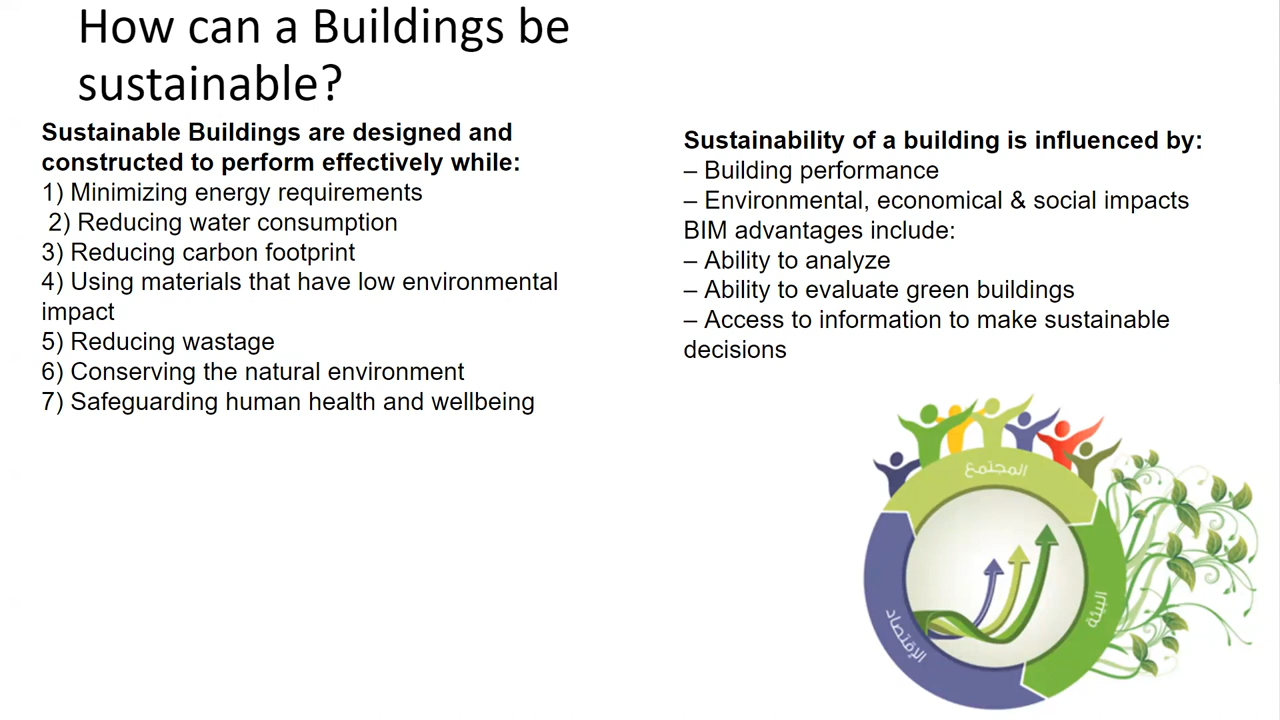 How can a Buildings be
sustainable?
Sustainable Buildings are designed and
constructed to perform effectively while:
1) Minimizing energy requirements
2) Reducing water consumption
3) Reducing carbon footprint
4) Using materials that have low environmental
impact
5) Reducing wastage
6) Conserving the natural environment
7) Safeguarding human health and wellbeing
Sustainability of a building is influenced by:
– Building performance
– Environmental, economical & social impacts
BIM advantages include:
– Ability to analyze
– Ability to evaluate green buildings
– Access to information to make sustainable
decisions
المجتمع
البيئة
الإقتصاد